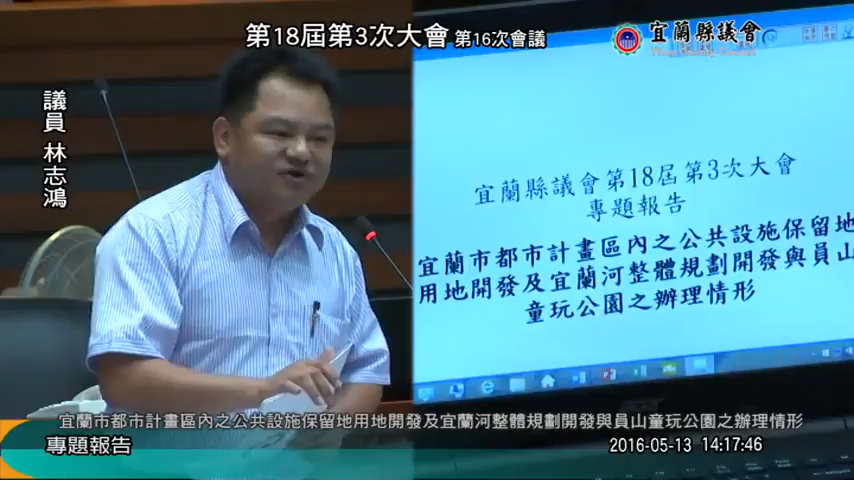 第18屆第3次大會 第16次會議
宜蘭縣議會
議員 林志鴻
宜蘭縣議會第18屆第3次大會
專題報告
宜蘭市都市計畫區內之公共設施保留地
用地開發及宜蘭河整體規劃開發與員山
童玩公園之辦理情形
宜蘭市都市計畫區內之公共設施保留地用地開發及宜蘭河整體規劃開發與員山童玩公園之辦理情形
專題報告
2016-05-13 14:17:46